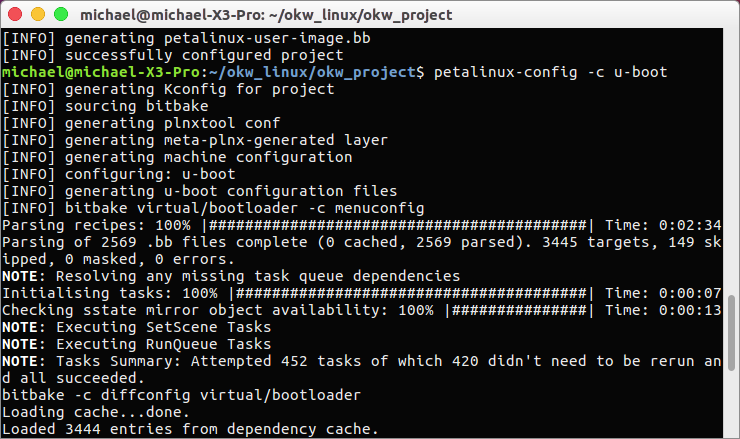 michael@michael-X3-Pro: ~/okw_linux/okw_project
[INFO] generating petalinux-user-image.bb
[INFO] successfully configured project
michael@michael-X3-Pro:~/okw_linux/okw_project$ petalinux-config -c u-boot
[INFO] generating Kconfig for project
[INFO] sourcing bitbake
[INFO] generating plnxtool conf
[INFO] generating meta-plnx-generated layer
[INFO] generating machine configuration
[INFO] configuring: u-boot
[INFO] generating u-boot configuration files
[INFO] bitbake virtual/bootloader -c menuconfig
Parsing recipes: 100% |###########################################| Time: 0:02:34
Parsing of 2569 .bb files complete (0 cached, 2569 parsed). 3445 targets, 149 sk
ipped, 0 masked, 0 errors.
NOTE: Resolving any missing task queue dependencies
Initialising tasks: 100% |########################################| Time: 0:00:07
Checking sstate mirror object availability: 100% |###############| Time: 0:00:13
NOTE: Executing SetScene Tasks
NOTE: Executing RunQueue Tasks
NOTE: Tasks Summary: Attempted 452 tasks of which 420 didn't need to be rerun an
d all succeeded.
bitbake -c diffconfig virtual/bootloader
Loading cache...done.
Loaded 3444 entries from dependency cache.